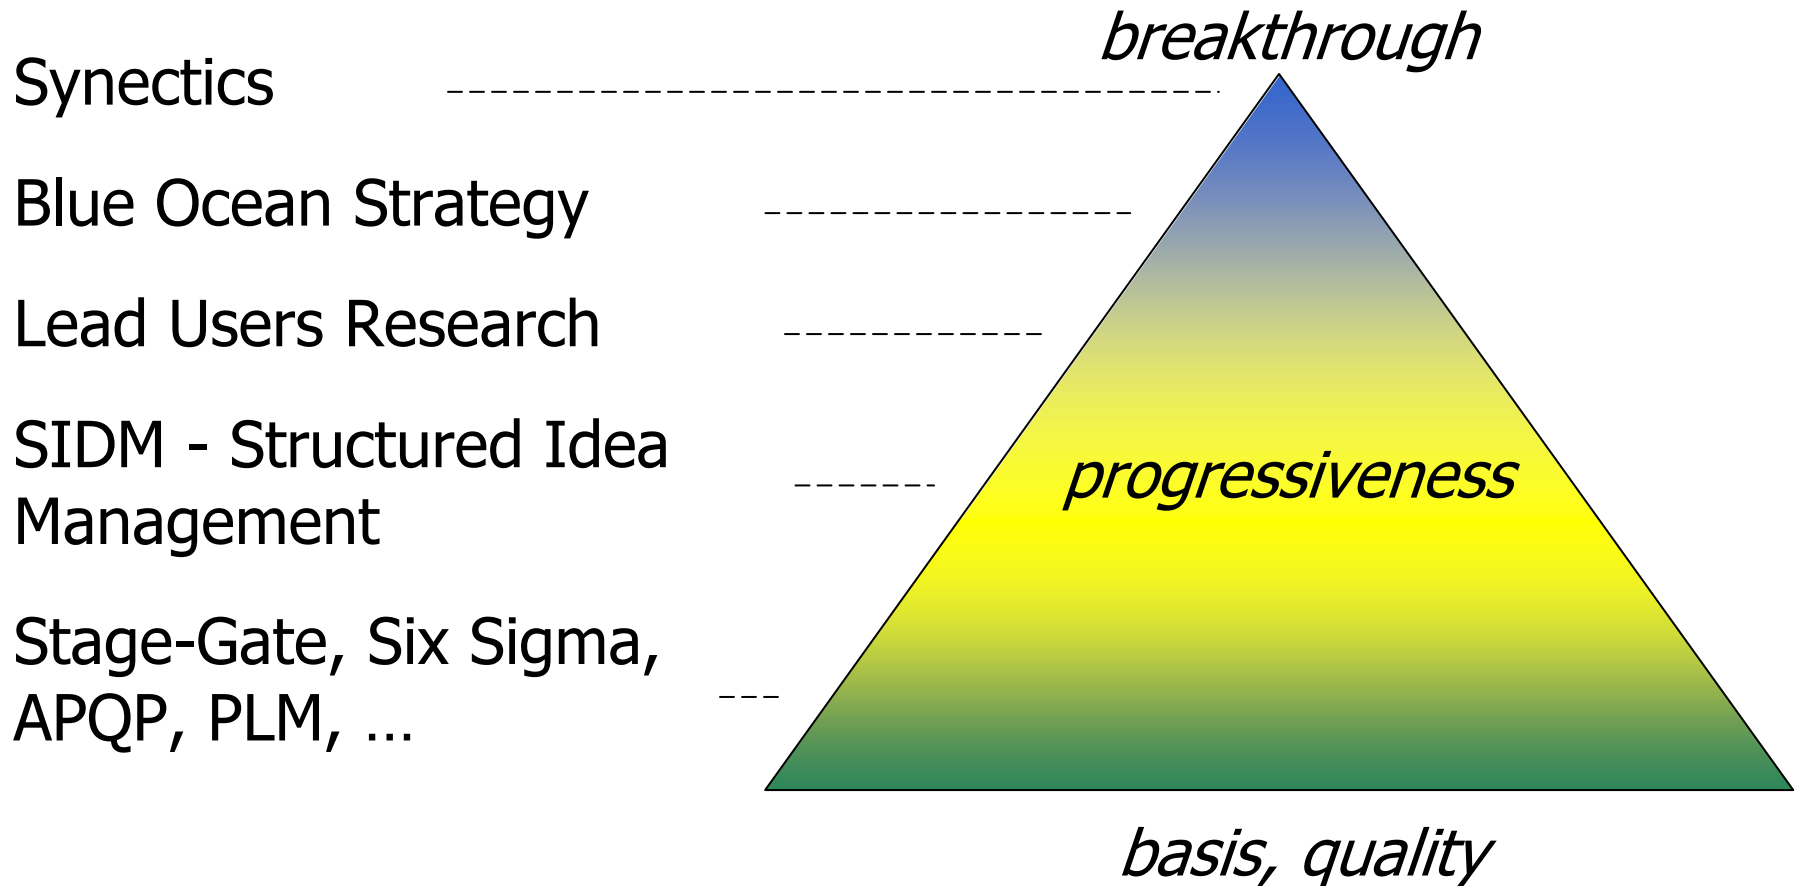 breakthrough
Synectics
Blue Ocean Strategy
Lead Users Research
SIDM - Structured Idea
Management
progressiveness
Stage-Gate, Six Sigma,
APQP, PLM, ...
basis, quality